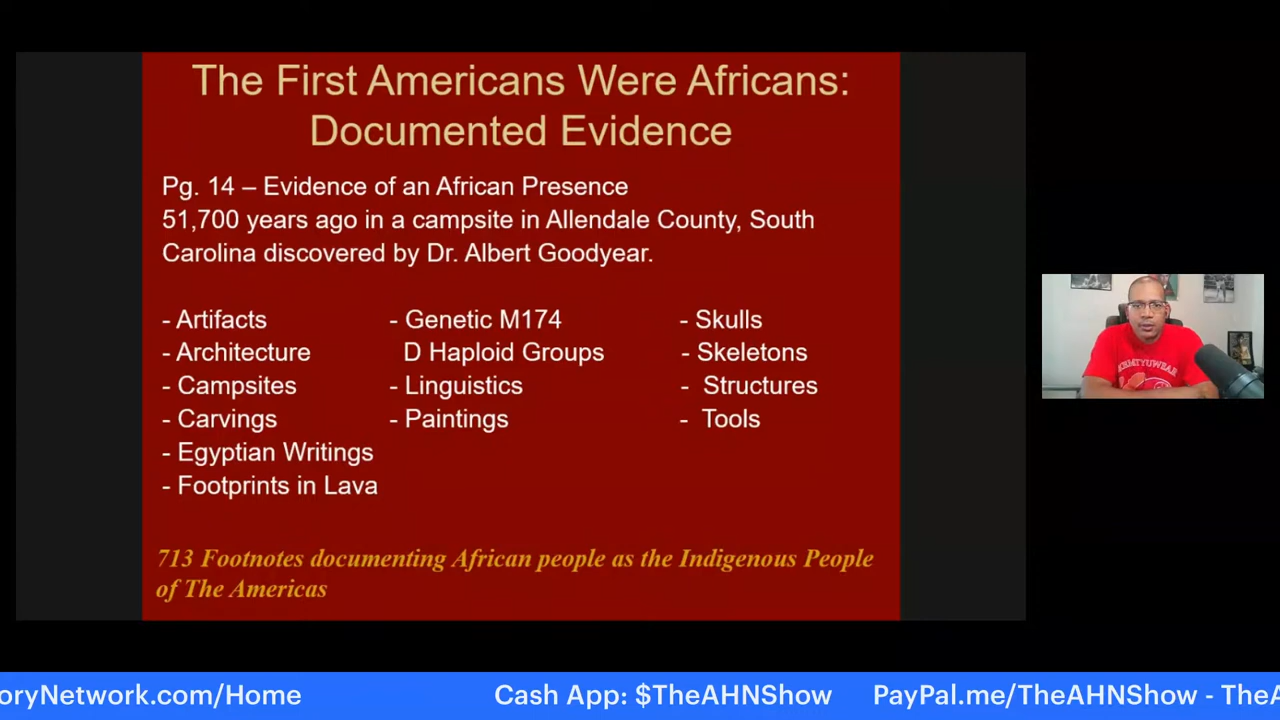 The First Americans Were Africans:
Documented Evidence
Pg. 14 – Evidence of an African Presence
51,700 years ago in a campsite in Allendale County, South
Carolina discovered by Dr. Albert Goodyear.
- Artifacts
- Architecture
- Campsites
- Carvings
- Egyptian Writings
- Footprints in Lava
- Genetic M174
D Haploid Groups
- Linguistics
- Paintings
- Skulls
- Skeletons
- Structures
- Tools
713 Footnotes documenting African people as the Indigenous People
of The Americas
oryNetwork.com/Home Cash App: $TheAHNShow PayPal.me/TheAHNShow - TheA